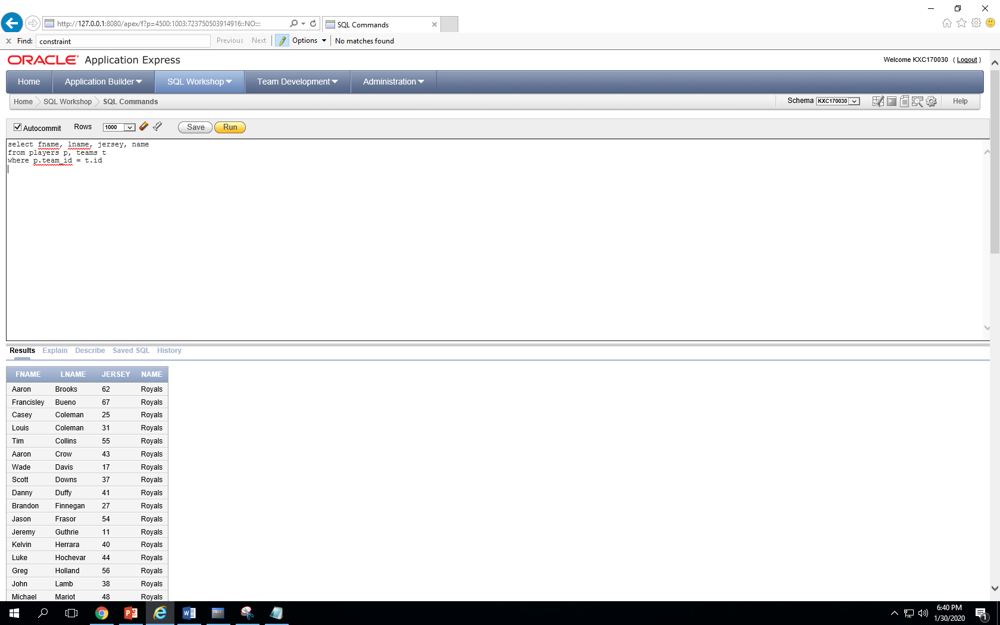 http://127.0.0.1:8080/apex/f?p=4500:1003:723750503914916::NO:::
SQL Commands
Find: constraint Previous Next Options No matches found
ORACLE Application Express
Welcome KXC170030 ( Logout )
Home Application Builder SQL Workshop Team Development Administration
Home SQL Workshop SQL Commands Schema KXC170030 Help
Autocommit Rows 1000 Save Run
select fname, lname, jersey, name
from players p, teams t
where p.team_id = t.id
Results Explain Describe Saved SQL History
FNAME LNAME JERSEY NAME
Aaron Brooks 62 Royals
Francisley Bueno 67 Royals
Casey Coleman 25 Royals
Louis Coleman 31 Royals
Tim Collins 55 Royals
Aaron Crow 43 Royals
Wade Davis 17 Royals
Scott Downs 37 Royals
Danny Duffy 41 Royals
Brandon Finnegan 27 Royals
Jason Frasor 54 Royals
Jeremy Guthrie 11 Royals
Kelvin Herrara 40 Royals
Luke Hochevar 44 Royals
Greg Holland 56 Royals
John Lamb 38 Royals
Michael Mariot 48 Royals
6:40 PM
1/30/2020
1